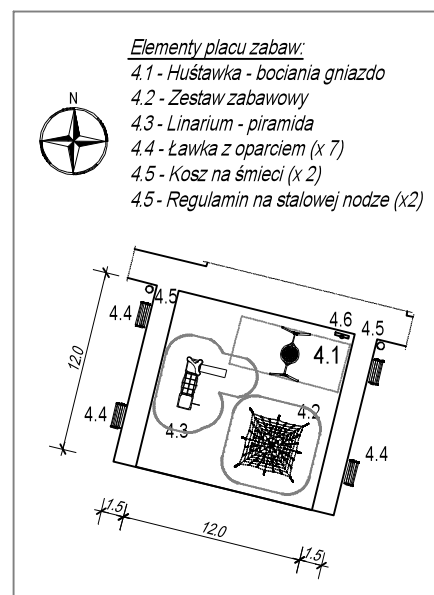 Elementy placu zabaw:
4.1 - Huśtawka - bociania gniazdo
4.2 - Zestaw zabawowy
4.3 - Linarium - piramida
4.4 - Ławka z oparciem (x 7)
4.5 - Kosz na śmieci (x 2)
4.5 - Regulamin na stalowej nodze (x2)
N
4.5
4.4
4.6
4.5
4.1
12.0
4.2
4.4
4.3
4.4
1.5
12.0
1.5